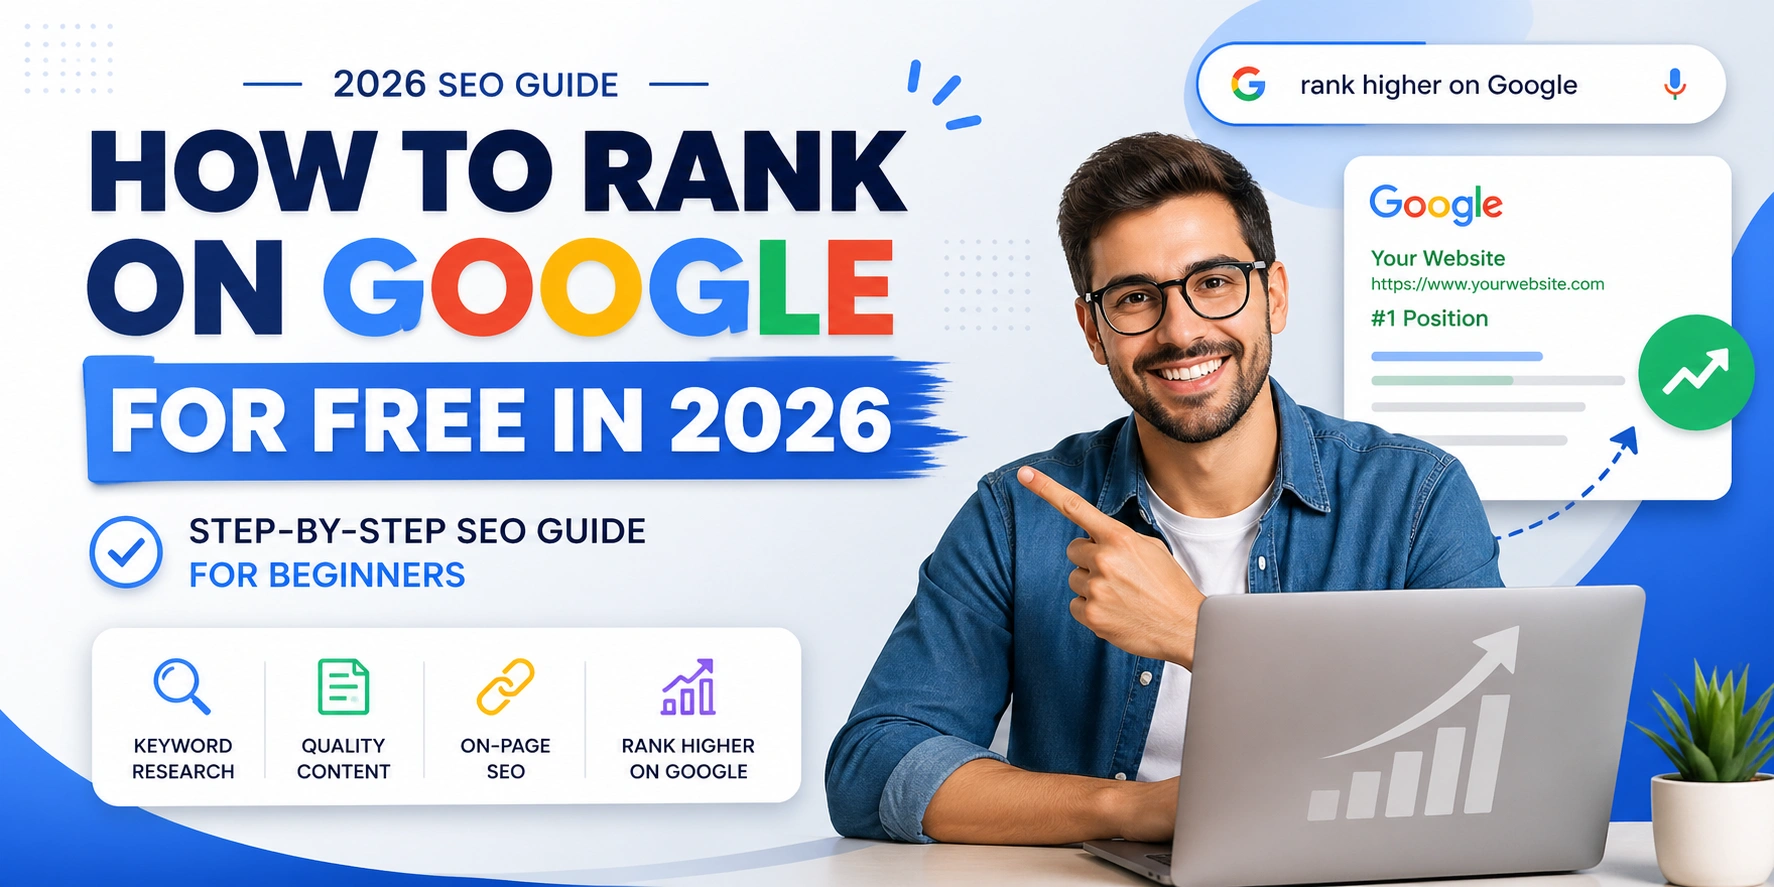 2026 SEO GUIDE
HOW TO RANK
ON GOOGLE
FOR FREE IN 2026
STEP-BY-STEP SEO GUIDE
FOR BEGINNERS
KEYWORD
RESEARCH
QUALITY
CONTENT
ON-PAGE
SEO
RANK HIGHER
ON GOOGLE
G rank higher on Google
Google
Your Website
https://www.yourwebsite.com
#1 Position